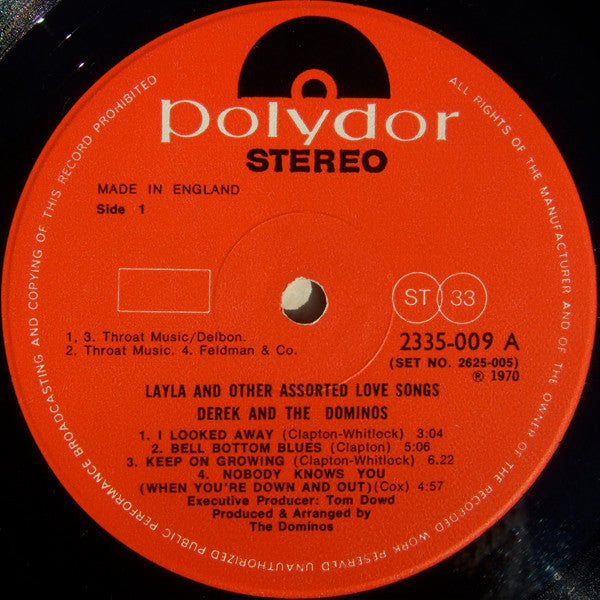 polydor
STEREO
MADE IN ENGLAND
Side 1
ST 33
1, 3. Throat Music/Delbon.
2. Throat Music. 4. Feldman & Co.
2335-009 A
(SET NO. 2625-005)
℗ 1970
LAYLA AND OTHER ASSORTED LOVE SONGS
DEREK AND THE DOMINOS
1. I LOOKED AWAY (Clapton-Whitlock) 3:04
2. BELL BOTTOM BLUES (Clapton) 5:06
3. KEEP ON GROWING (Clapton-Whitlock) 6.22
4. NOBODY KNOWS YOU
(WHEN YOU'RE DOWN AND OUT)(Cox) 4:57
Executive Producer: Tom Dowd
Produced & Arranged by
The Dominos
ALL RIGHTS OF THE MANUFACTURER AND OF THE OWNER OF THE RECORDED WORK RESERVED UNAUTHORIZED PUBLIC PERFORMANCE BROADCASTING AND COPYING OF THIS RECORD PROHIBITED